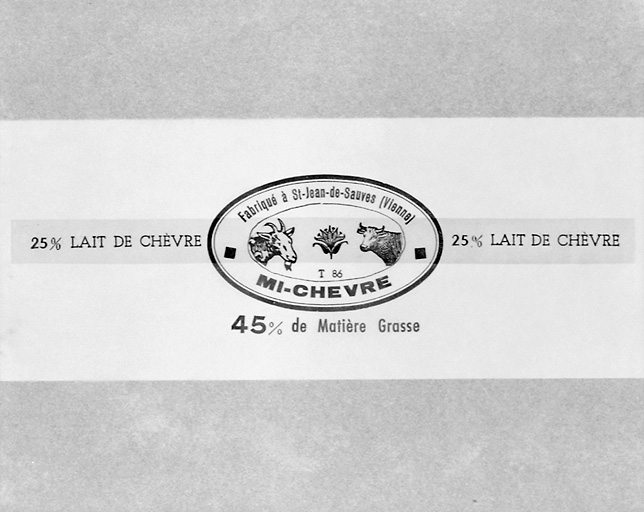 Fabriqué à St-Jean-de-Sauves (Vienne)
25% LAIT DE CHÈVRE
25% LAIT DE CHÈVRE
T 86
MI-CHEVRE
45% de Matière Grasse